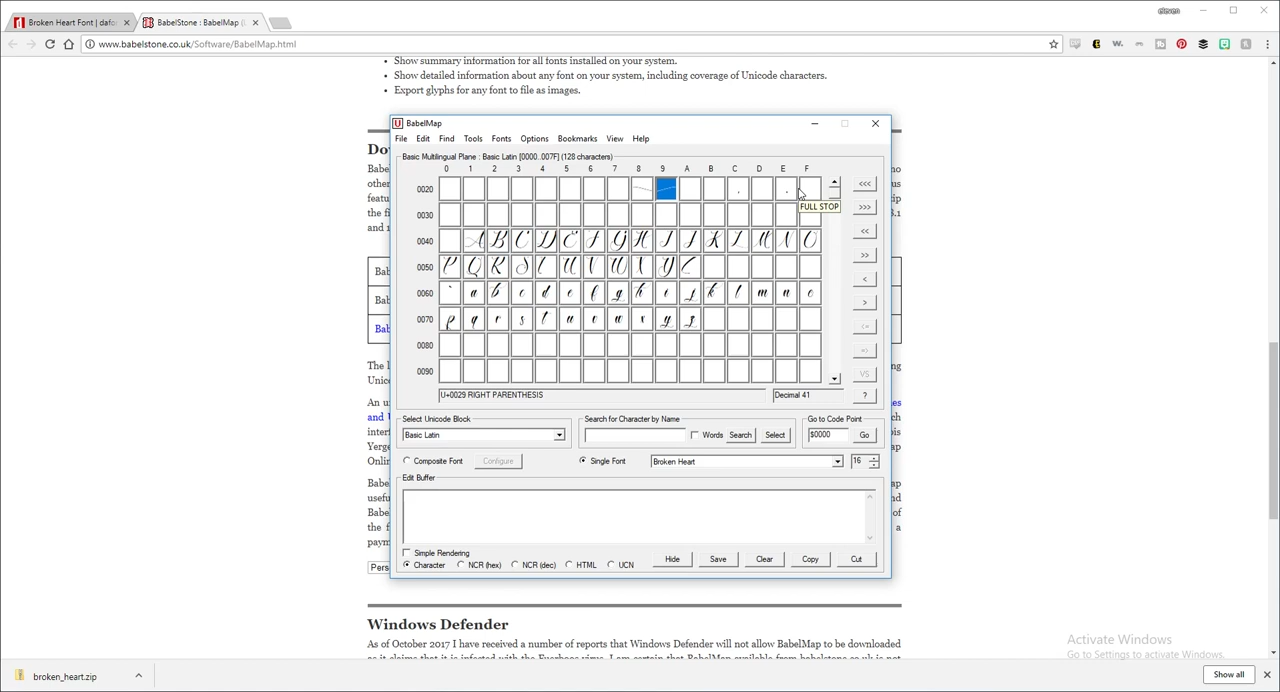 eleven
Broken Heart Font | dafo
BabelStone : BabelMap (
www.babelstone.co.uk/Software/BabelMap.html
Show summary information for all fonts installed on your system.
Show detailed information about any font on your system, including coverage of Unicode characters.
Export glyphs for any font to file as images.
BabelMap
File Edit Find Tools Fonts Options Bookmarks View Help
Basic Multilingual Plane : Basic Latin [0000..007F] (128 characters)
0 1 2 3 4 5 6 7 8 9 A B C D E F
0020 , .
FULL STOP
0030
0040 A B C D E F G H I J K L M N O
0050 P Q R S T U V W X Y Z
0060 ` a b c d e f g h i j k l m n o
0070 p q r s t u v w x y z
0080
0090
<<<
>>>
<<
>>
<
>
<=
=>
VS
?
U+0029 RIGHT PARENTHESIS Decimal 41
Select Unicode Block Search for Character by Name Go to Code Point
Basic Latin Words Search Select $0000 Go
Composite Font Configure Single Font Broken Heart 16
Edit Buffer
Simple Rendering
Character NCR (hex) NCR (dec) HTML UCN Hide Save Clear Copy Cut
Windows Defender
As of October 2017 I have received a number of reports that Windows Defender will not allow BabelMap to be downloaded
Activate Windows
Go to Settings to activate Windows.
broken_heart.zip
Show all